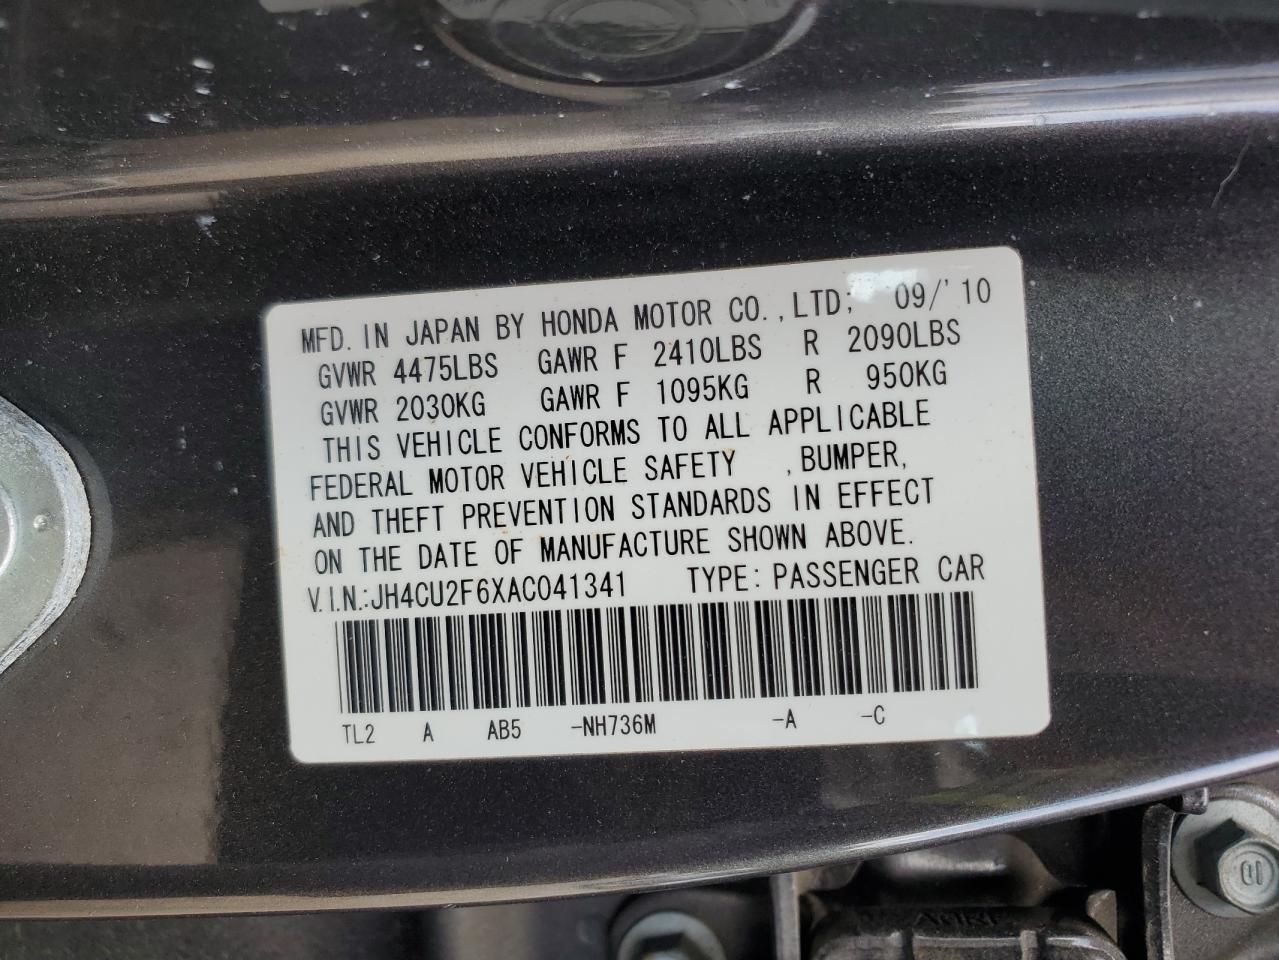 MFD. IN JAPAN BY HONDA MOTOR CO., LTD; 09/'10
GVWR 4475LBS GAWR F 2410LBS R 2090LBS
GVWR 2030KG GAWR F 1095KG R 950KG
THIS VEHICLE CONFORMS TO ALL APPLICABLE
FEDERAL MOTOR VEHICLE SAFETY , BUMPER,
AND THEFT PREVENTION STANDARDS IN EFFECT
ON THE DATE OF MANUFACTURE SHOWN ABOVE.
V.I.N.:JH4CU2F6XAC041341 TYPE: PASSENGER CAR
TL2 A AB5 -NH736M -A -C